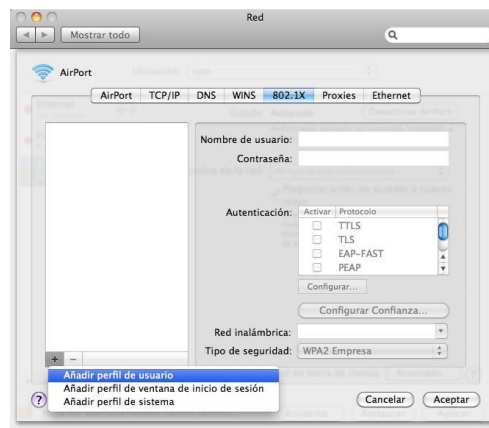 Red
Mostrar todo
AirPort
AirPort TCP/IP DNS WINS 802.1X Proxies Ethernet
Nombre de usuario:
Contraseña:
Autenticación:
Activar Protocolo
TTLS
TLS
EAP-FAST
PEAP
Configurar...
Configurar Confianza...
Red inalámbrica:
Tipo de seguridad: WPA2 Empresa
+ −
Añadir perfil de usuario
Añadir perfil de ventana de inicio de sesión
Añadir perfil de sistema
? Cancelar Aceptar